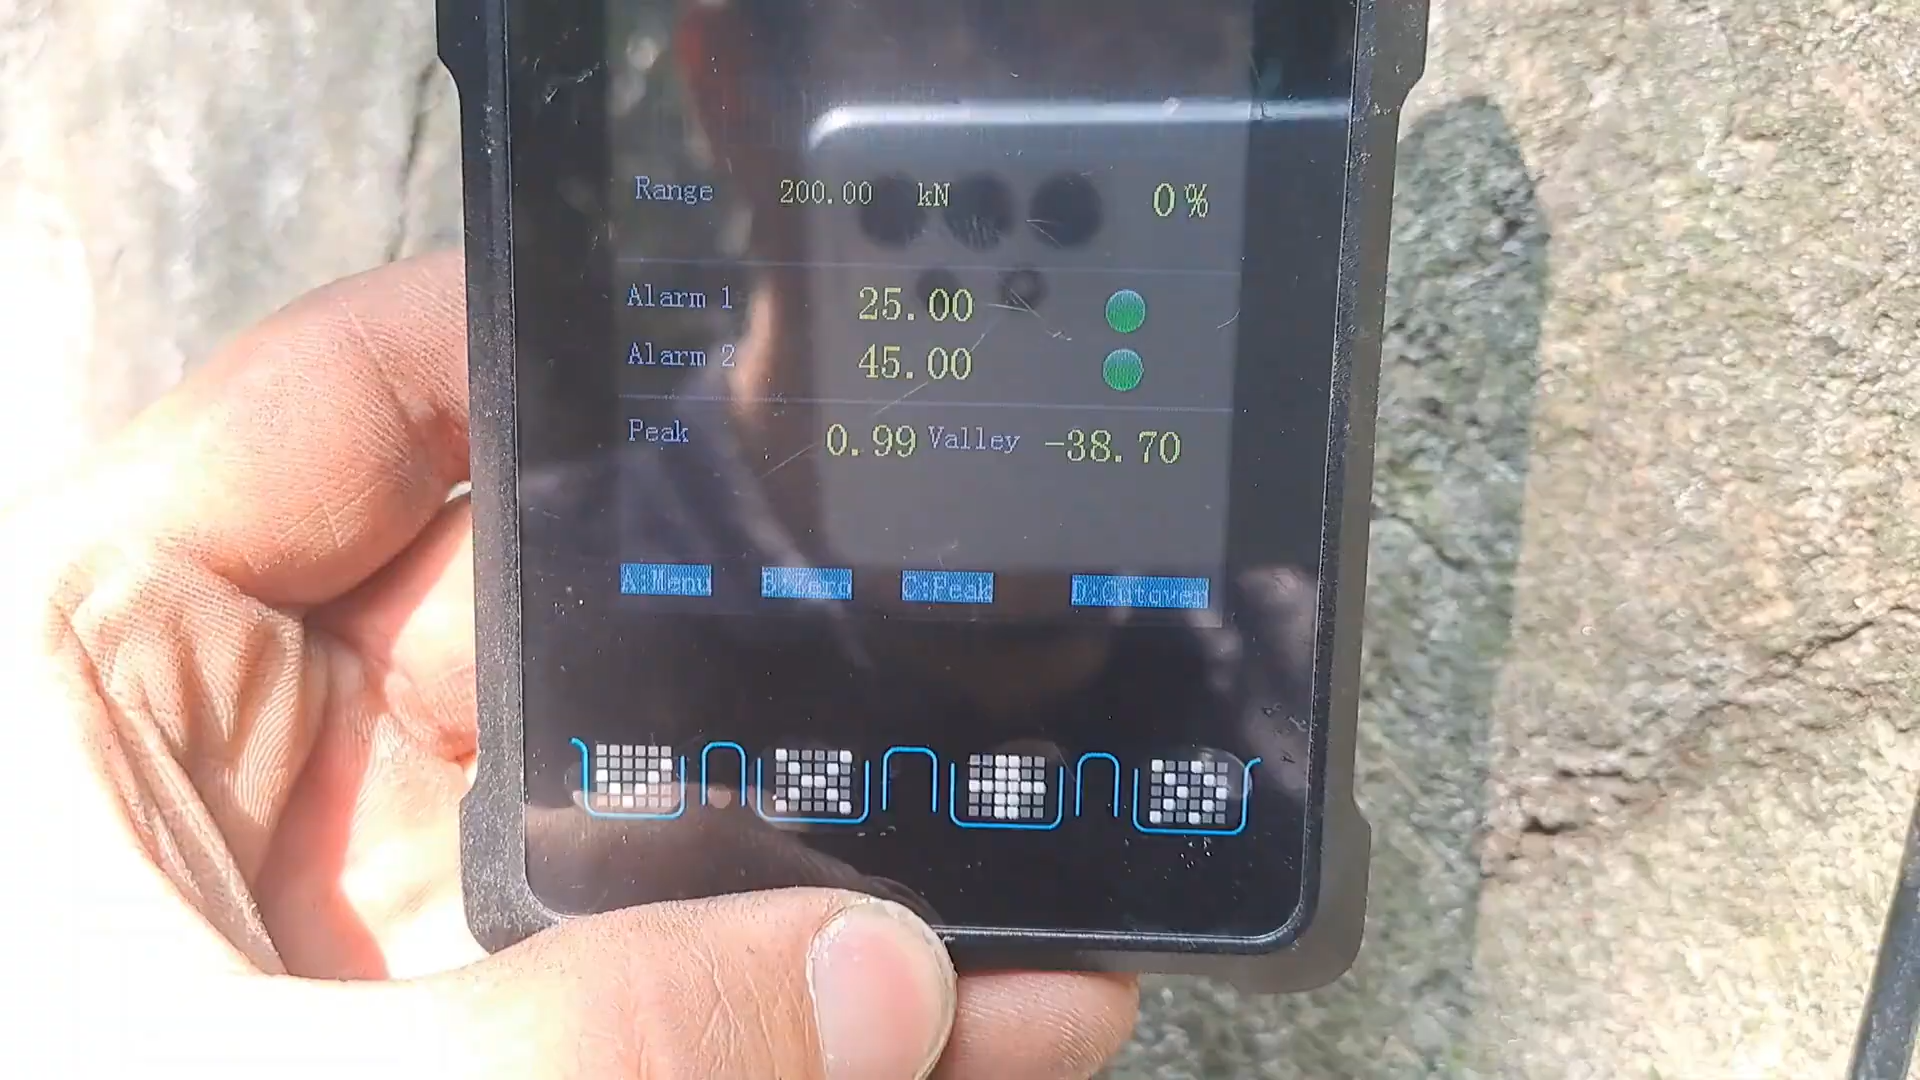 Range 200.00 kN 0%
Alarm 1 25.00
Alarm 2 45.00
Peak 0.99 Valley -38.70
A:Menu B:Zero C:Peak D:Cutover